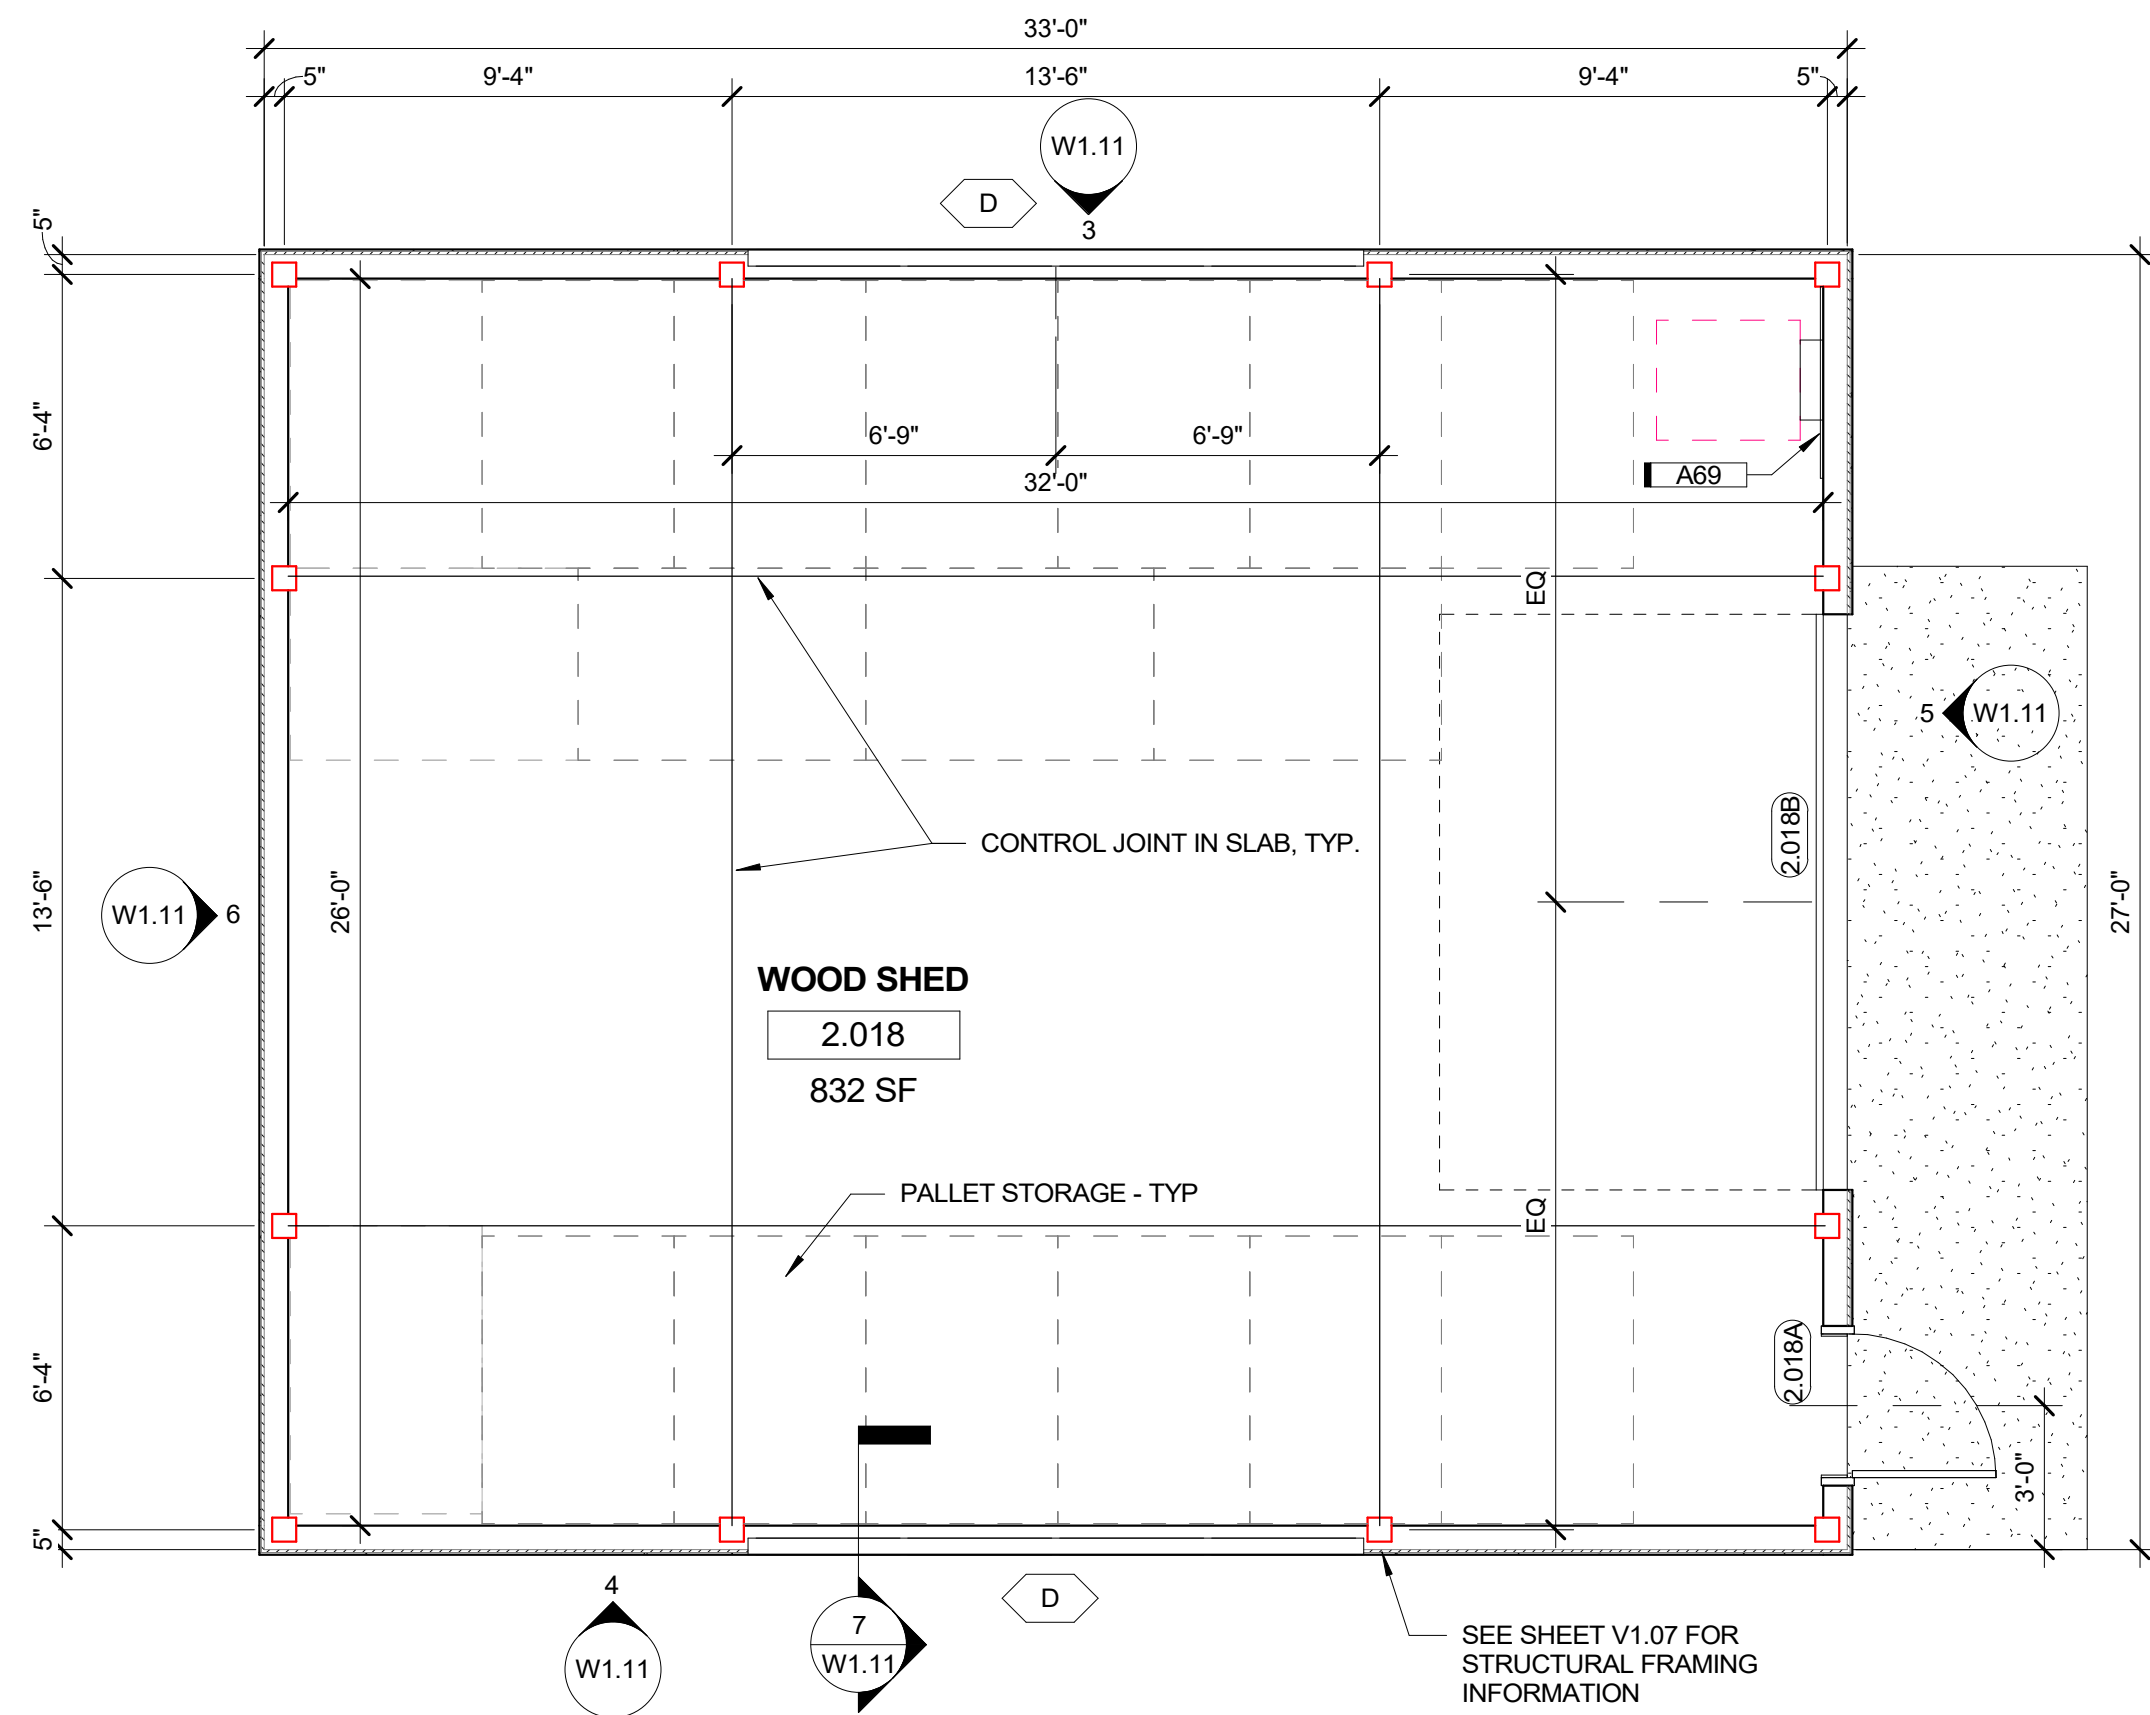 33'-0"
5"
9'-4"
13'-6"
9'-4"
5"
W1.11
D
3
5"
6'-4"
6'-9"
6'-9"
32'-0"
A69
EQ
5
W1.11
2.018B
CONTROL JOINT IN SLAB, TYP.
13'-6"
W1.11
6
26'-0"
27'-0"
WOOD SHED
2.018
832 SF
PALLET STORAGE - TYP
EQ
6'-4"
2.018A
3'-0"
5"
4
W1.11
7
W1.11
D
SEE SHEET V1.07 FOR
STRUCTURAL FRAMING
INFORMATION